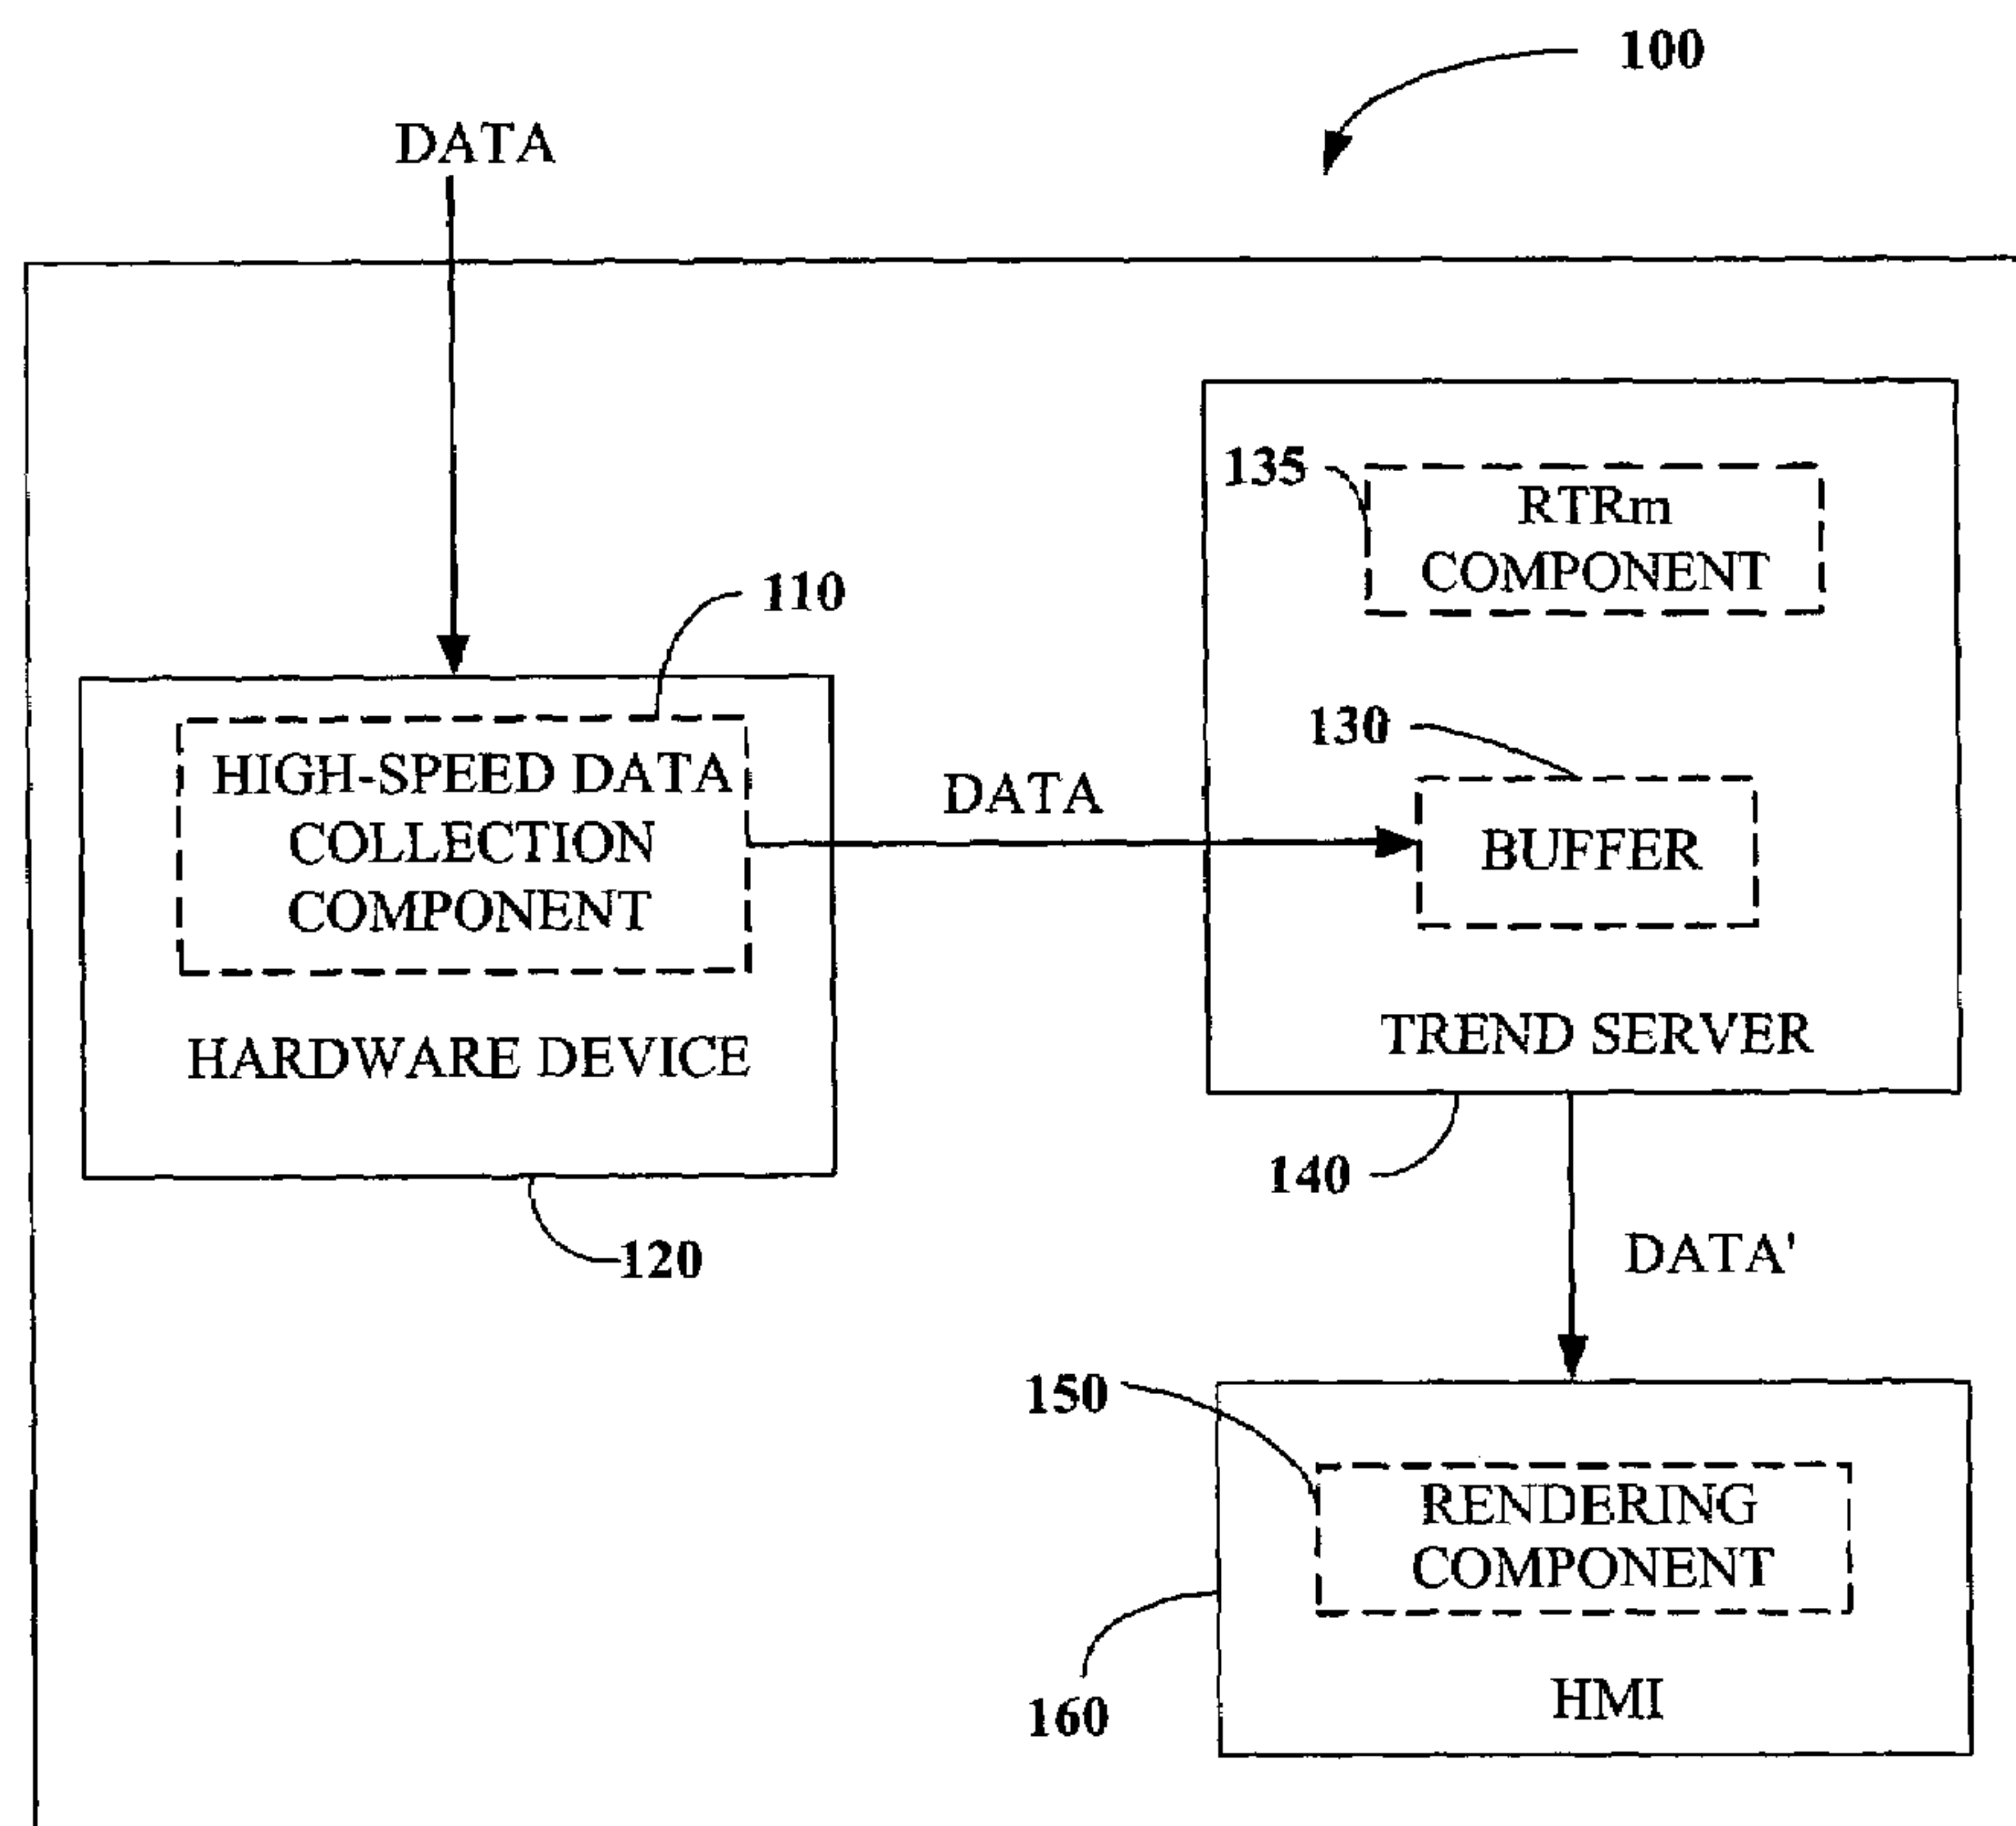 100
DATA
135
RTRm
COMPONENT
110
130
HIGH-SPEED DATA
COLLECTION
COMPONENT
DATA
BUFFER
HARDWARE DEVICE
TREND SERVER
140
120
DATA'
150
RENDERING
COMPONENT
160
HMI